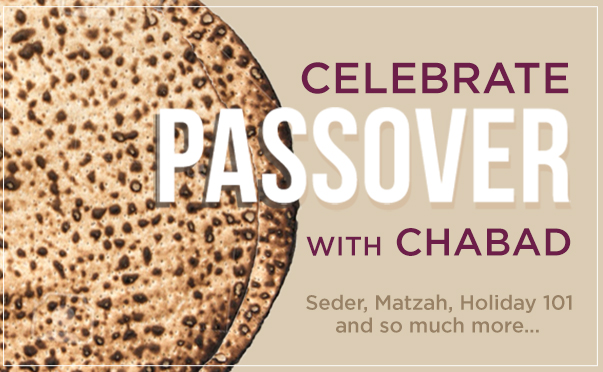 CELEBRATE
PASSOVER
WITH CHABAD
Seder, Matzah, Holiday 101
and so much more...